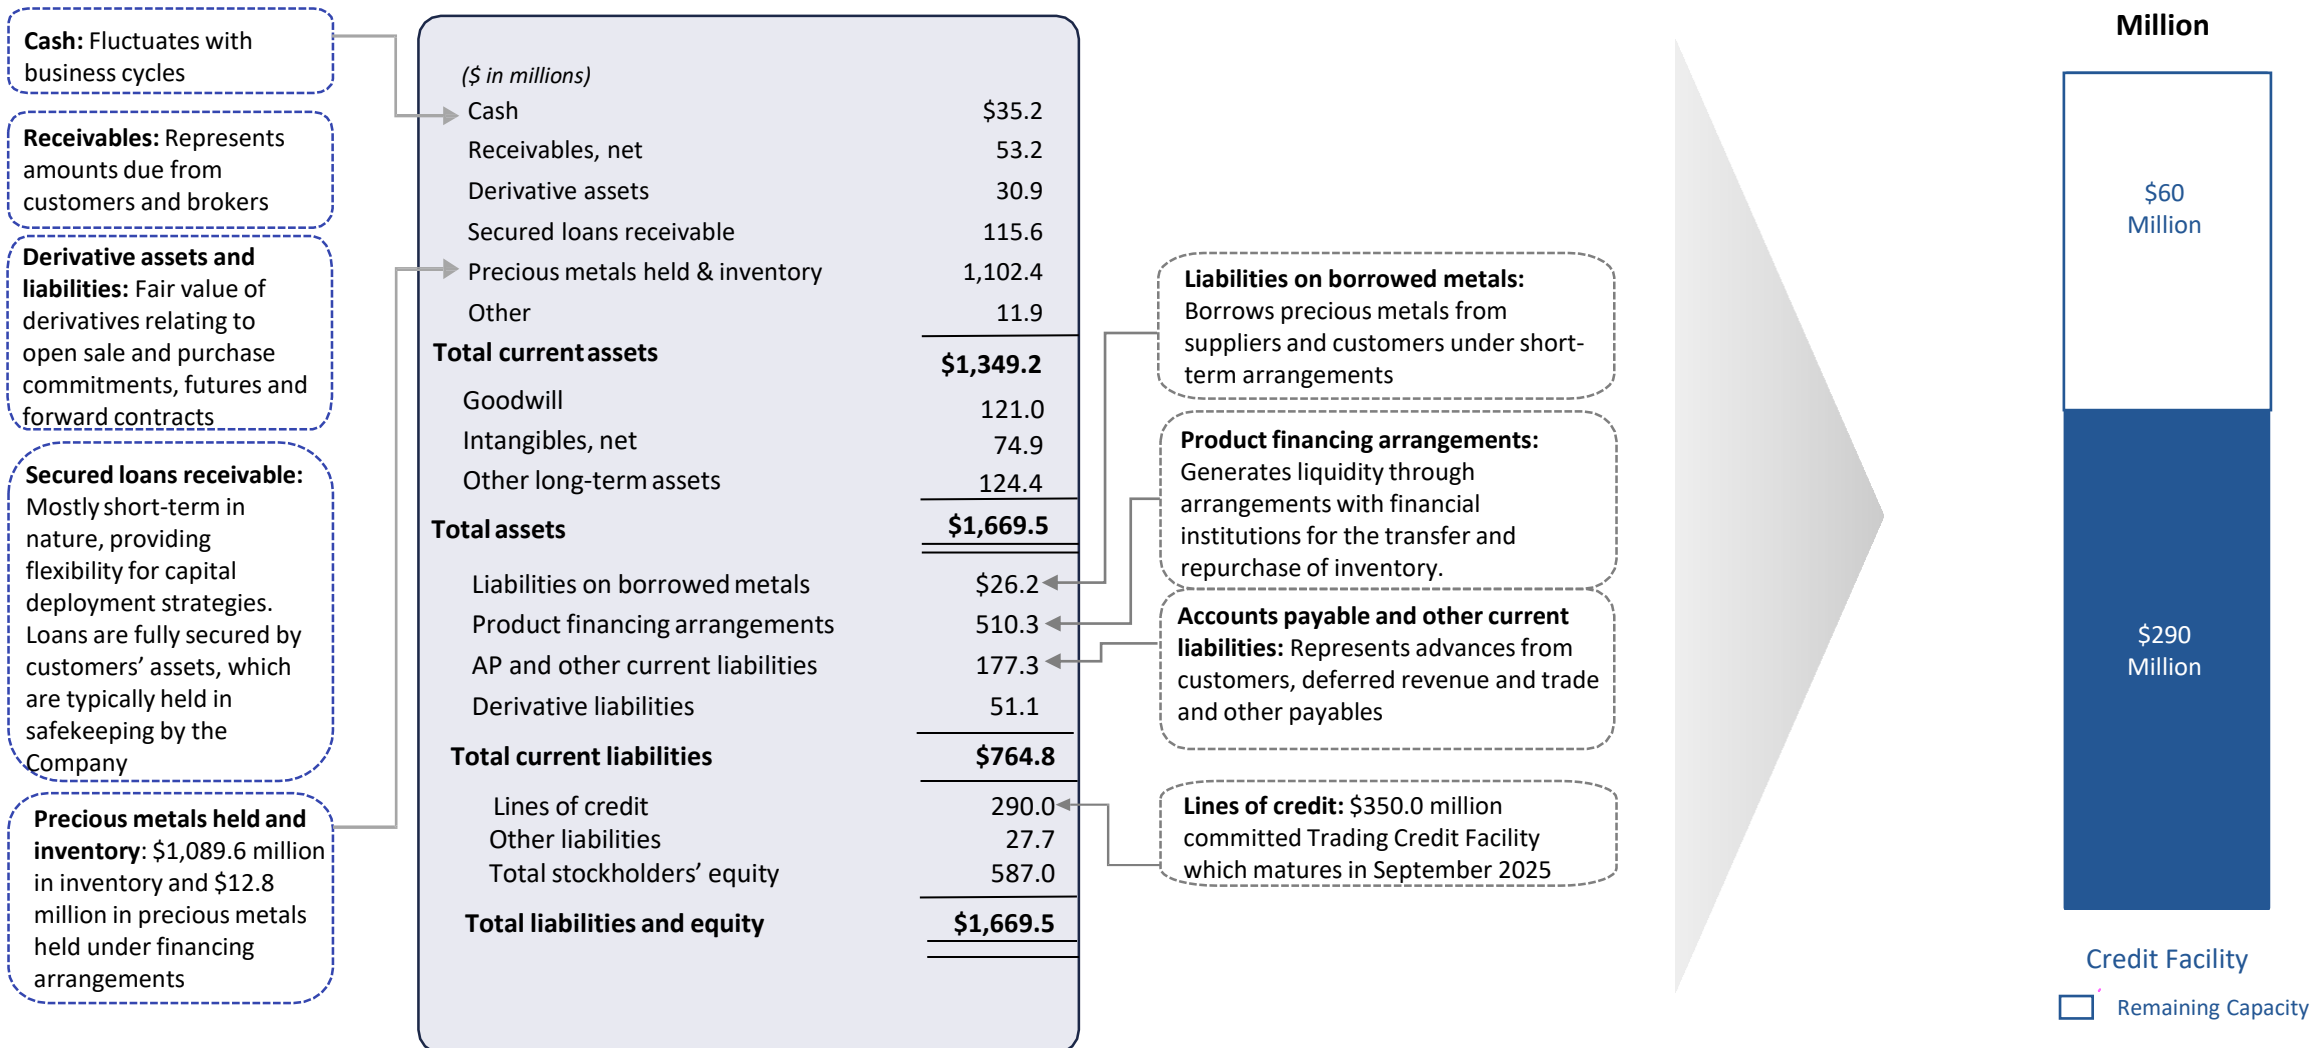 Cash: Fluctuates with
business cycles
Receivables: Represents
amounts due from
customers and brokers
Derivative assets and
liabilities: Fair value of
derivatives relating to
open sale and purchase
commitments, futures and
forward contracts
Secured loans receivable:
Mostly short-term in
nature, providing
flexibility for capital
deployment strategies.
Loans are fully secured by
customers’ assets, which
are typically held in
safekeeping by the
Company
Precious metals held and
inventory: $1,089.6 million
in inventory and $12.8
million in precious metals
held under financing
arrangements
($ in millions)
Cash $35.2
Receivables, net 53.2
Derivative assets 30.9
Secured loans receivable 115.6
Precious metals held & inventory 1,102.4
Other 11.9
Total current assets $1,349.2
Goodwill 121.0
Intangibles, net 74.9
Other long-term assets 124.4
Total assets $1,669.5
Liabilities on borrowed metals $26.2
Product financing arrangements 510.3
AP and other current liabilities 177.3
Derivative liabilities 51.1
Total current liabilities $764.8
Lines of credit 290.0
Other liabilities 27.7
Total stockholders’ equity 587.0
Total liabilities and equity $1,669.5
Liabilities on borrowed metals:
Borrows precious metals from
suppliers and customers under short-
term arrangements
Product financing arrangements:
Generates liquidity through
arrangements with financial
institutions for the transfer and
repurchase of inventory.
Accounts payable and other current
liabilities: Represents advances from
customers, deferred revenue and trade
and other payables
Lines of credit: $350.0 million
committed Trading Credit Facility
which matures in September 2025
Million
$60
Million
$290
Million
Credit Facility
Remaining Capacity